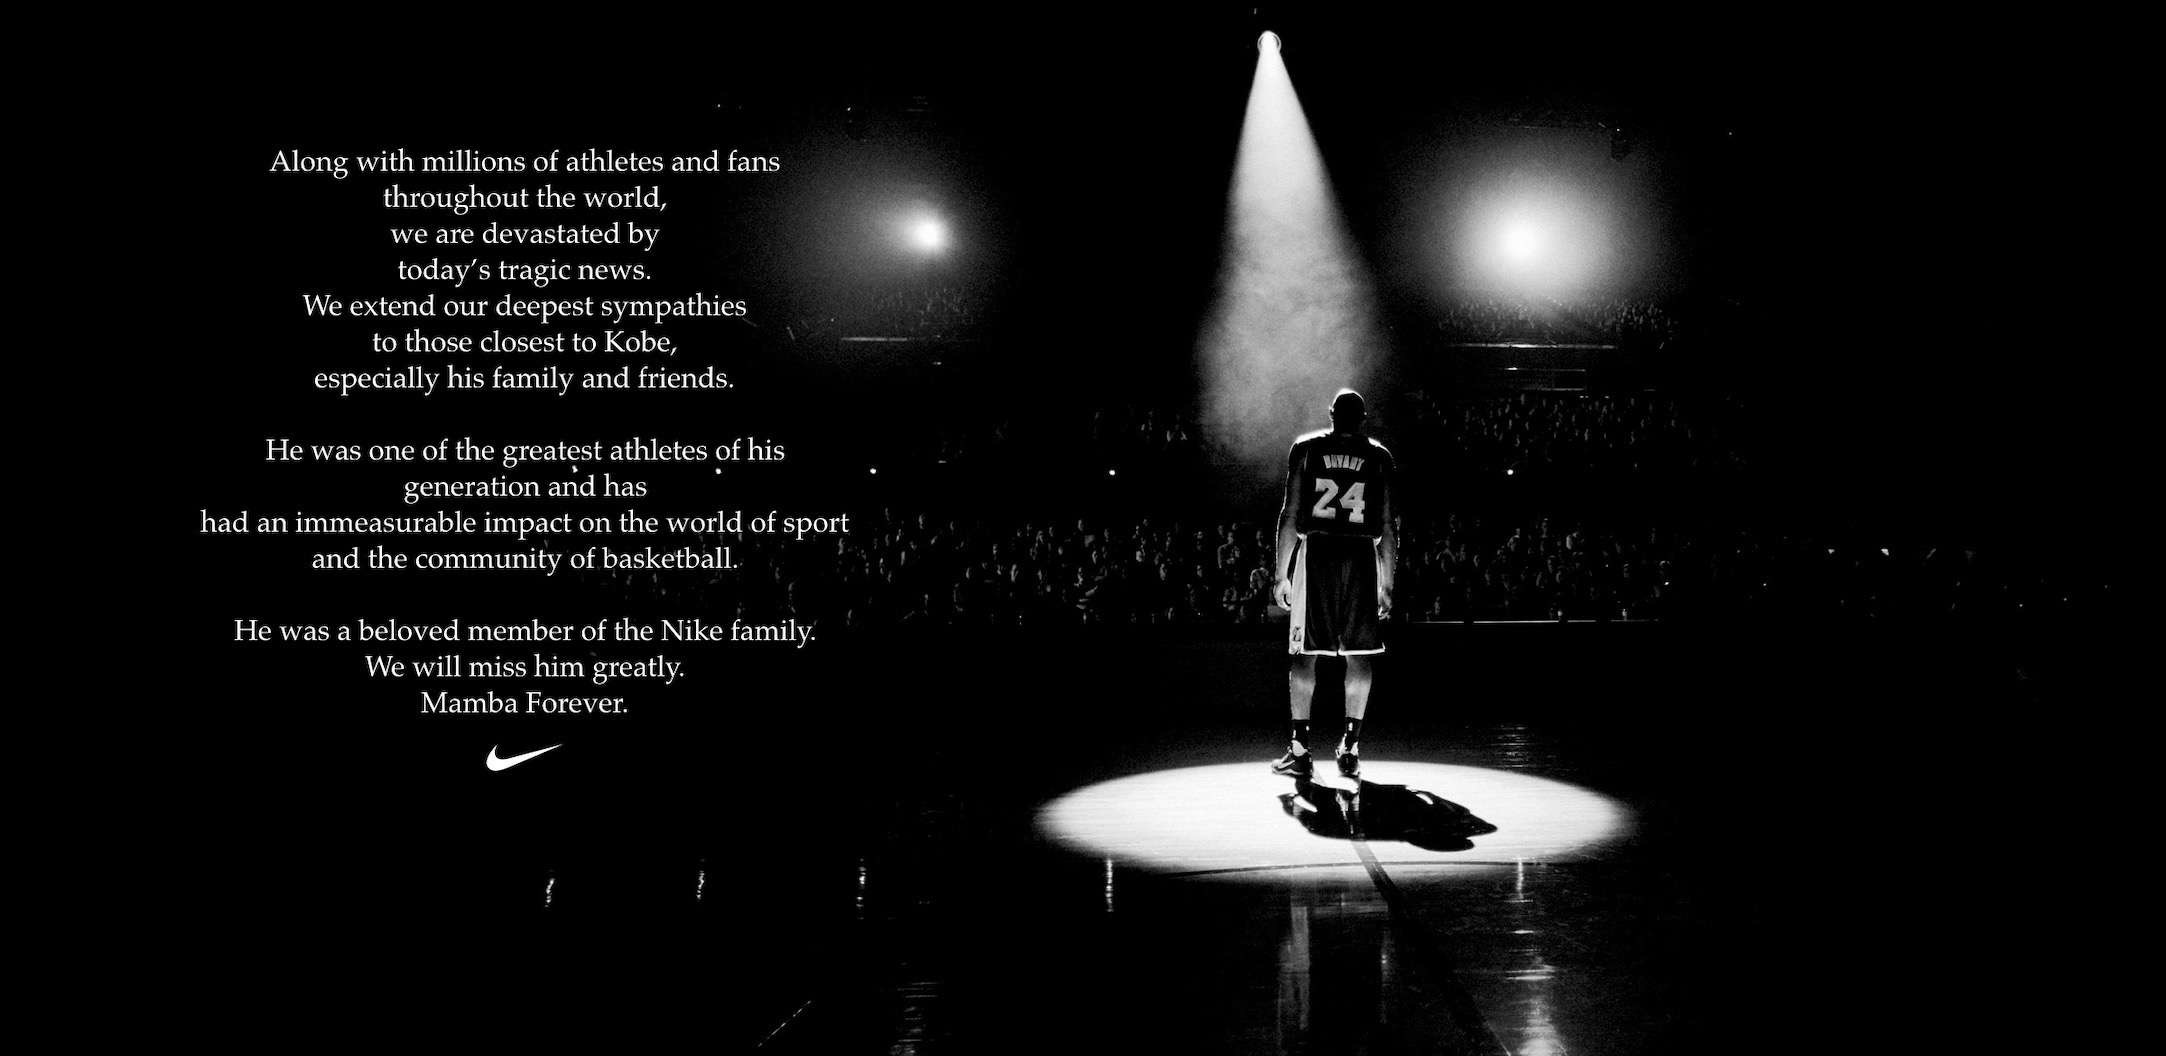 Along with millions of athletes and fans
throughout the world,
we are devastated by
today’s tragic news.
We extend our deepest sympathies
to those closest to Kobe,
especially his family and friends.
He was one of the greatest athletes of his
generation and has
had an immeasurable impact on the world of sport
and the community of basketball.
He was a beloved member of the Nike family.
We will miss him greatly.
Mamba Forever.
BRYANT
24